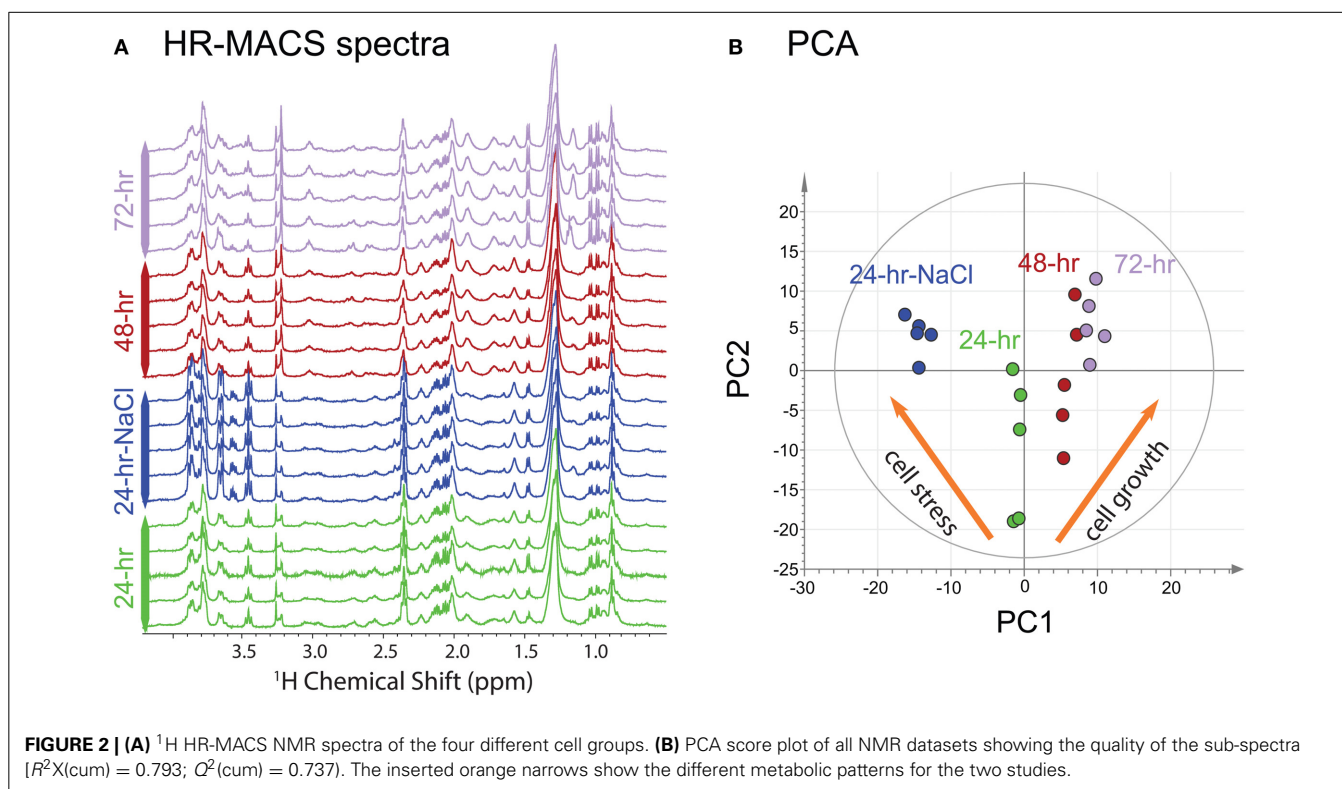 A HR-MACS spectra
72-hr
48-hr
24-hr-NaCl
24-hr
3.5 3.0 2.5 2.0 1.5 1.0
¹H Chemical Shift (ppm)
B PCA
PC2
20
15
10
5
0
-5
-10
-15
-20
-25
24-hr-NaCl
48-hr
72-hr
24-hr
cell stress
cell growth
-30 -20 -10 0 10 20
PC1
FIGURE 2 | (A) ¹H HR-MACS NMR spectra of the four different cell groups. (B) PCA score plot of all NMR datasets showing the quality of the sub-spectra
[R²X(cum) = 0.793; Q²(cum) = 0.737). The inserted orange narrows show the different metabolic patterns for the two studies.